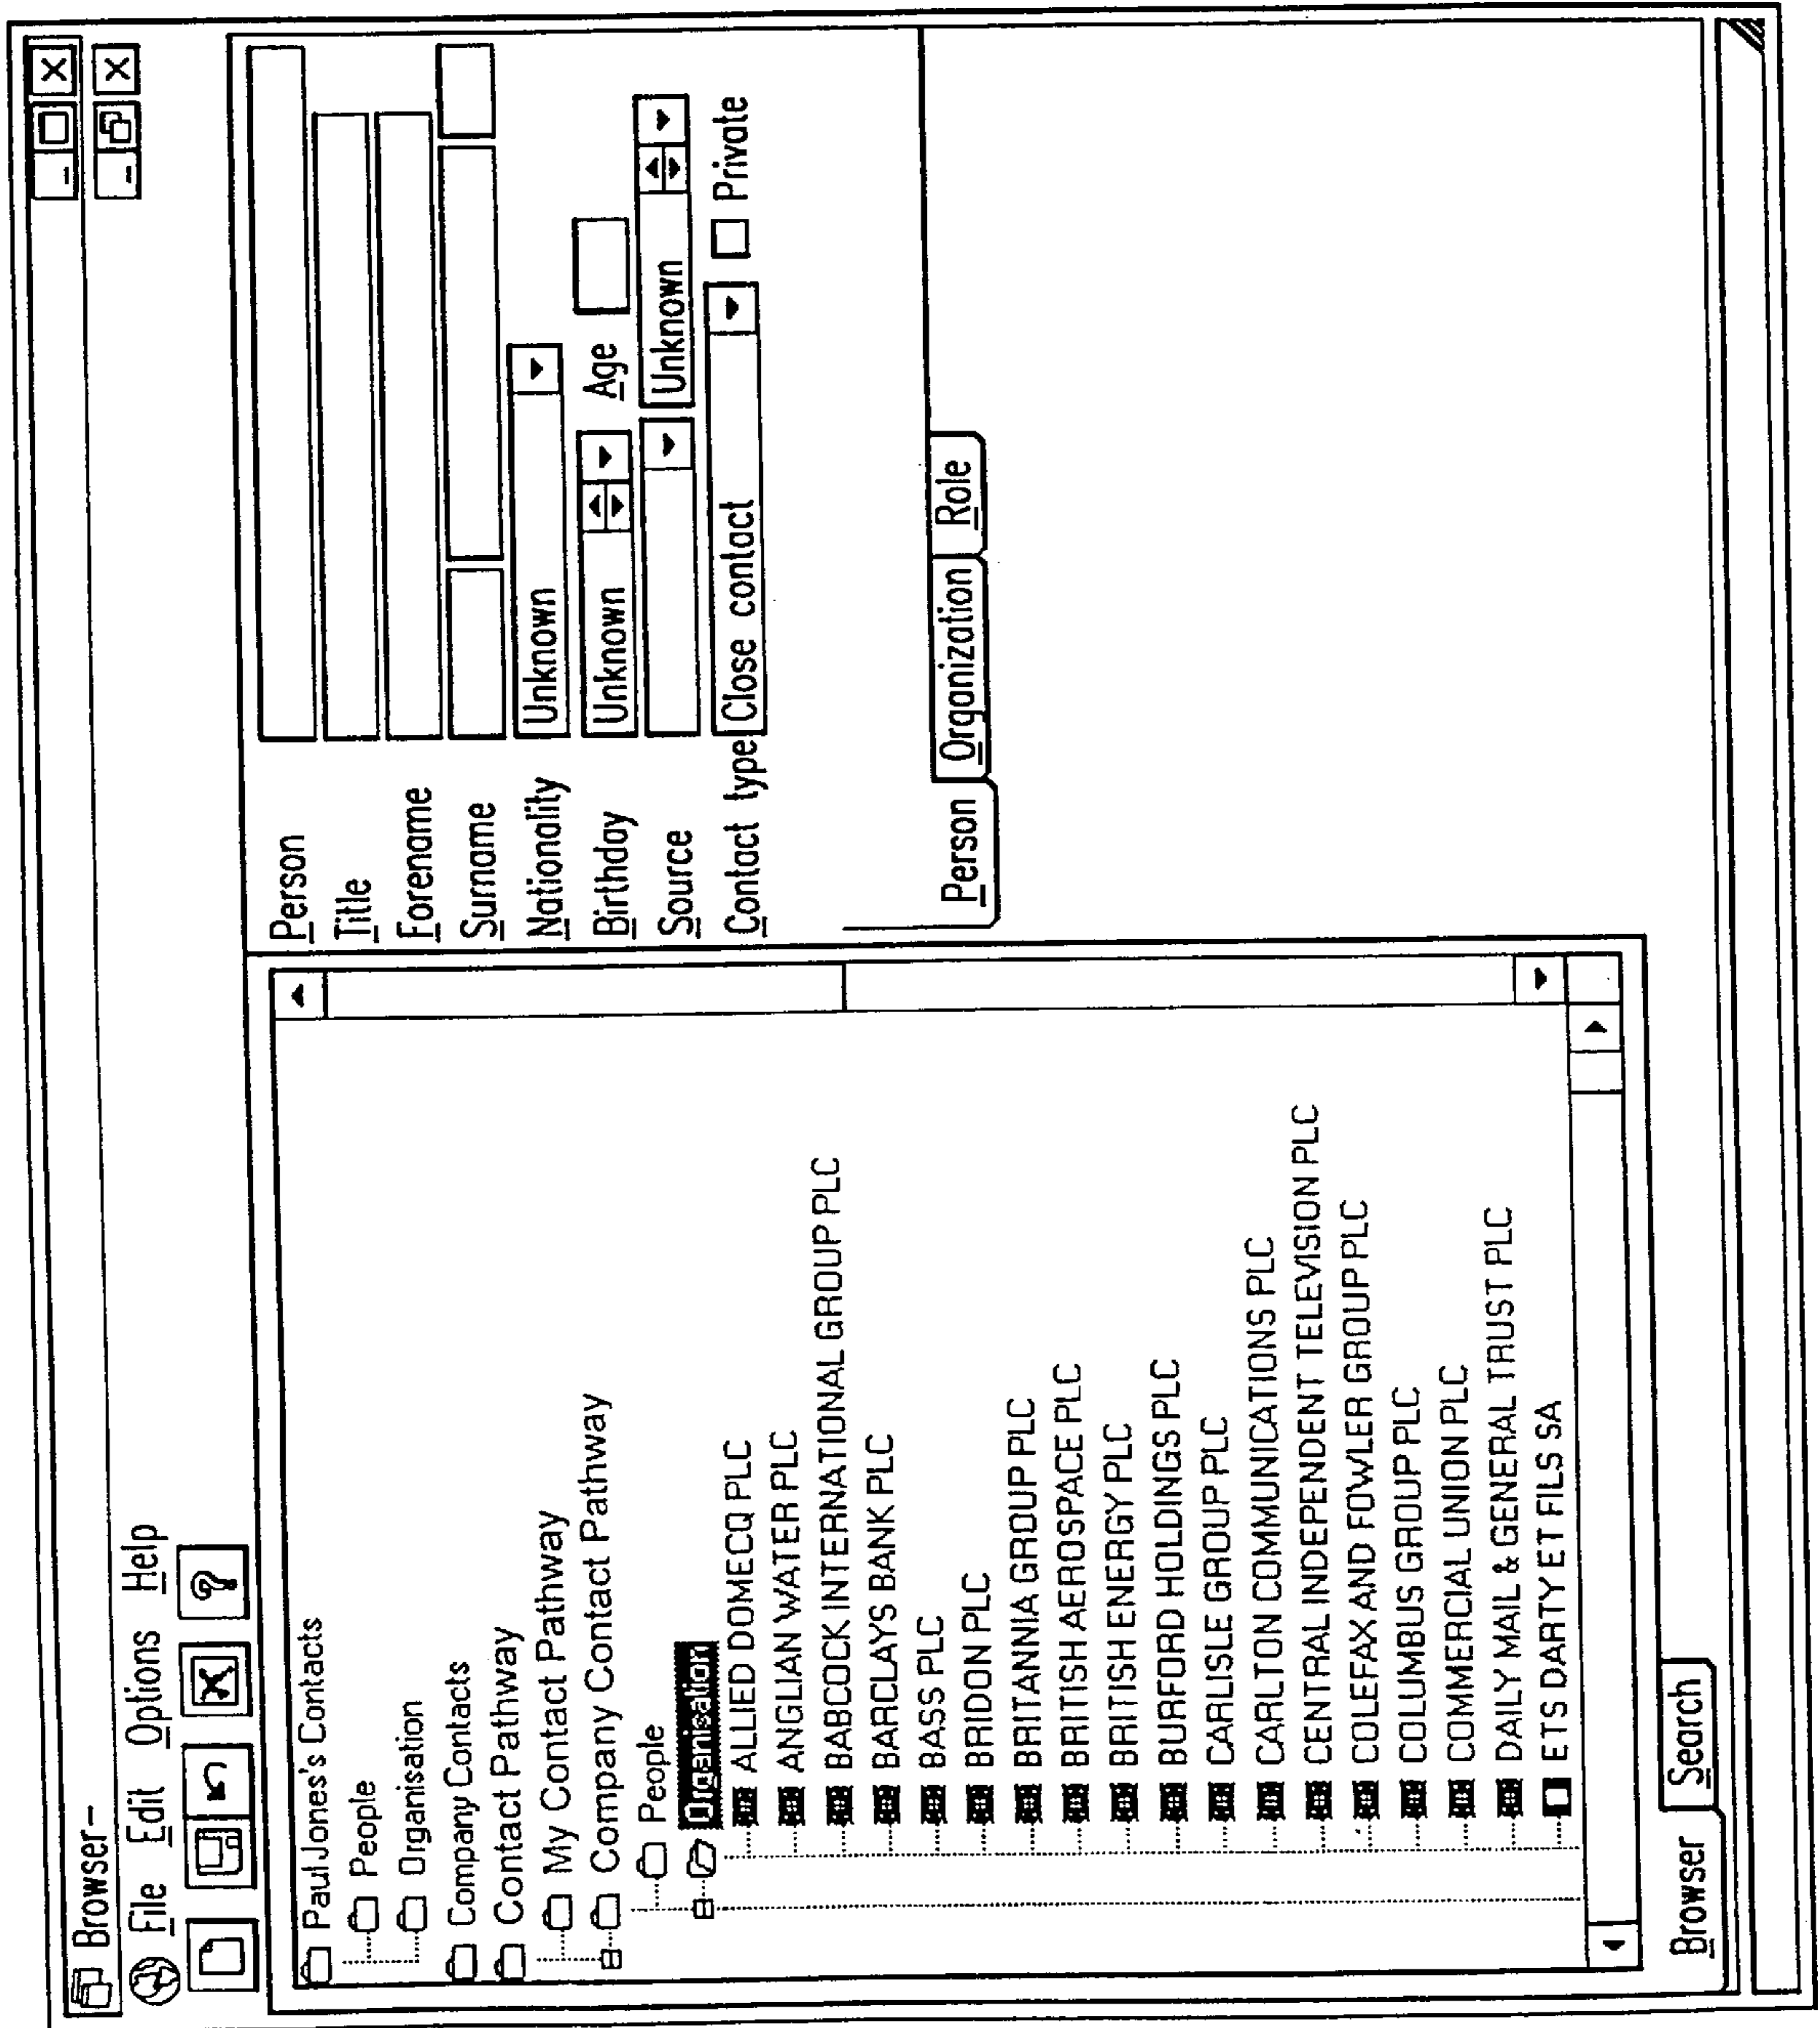 Browser-
File Edit Options Help
?
Paul Jones's Contacts
People
Organisation
Company Contacts
Contact Pathway
My Contact Pathway
Company Contact Pathway
People
Organisation
ALLIED DOMECQ PLC
ANGLIAN WATER PLC
BABCOCK INTERNATIONAL GROUP PLC
BARCLAYS BANK PLC
BASS PLC
BRIDON PLC
BRITANNIA GROUP PLC
BRITISH AEROSPACE PLC
BRITISH ENERGY PLC
BURFORD HOLDINGS PLC
CARLISLE GROUP PLC
CARLTON COMMUNICATIONS PLC
CENTRAL INDEPENDENT TELEVISION PLC
COLEFAX AND FOWLER GROUP PLC
COLUMBUS GROUP PLC
COMMERCIAL UNION PLC
DAILY MAIL & GENERAL TRUST PLC
ETS DARTY ET FILS SA
Browser Search
Person
Title
Forename
Surname
Nationality Unknown
Birthday Unknown Age
Source Unknown
Contact type Close contact Private
Person Organization Role